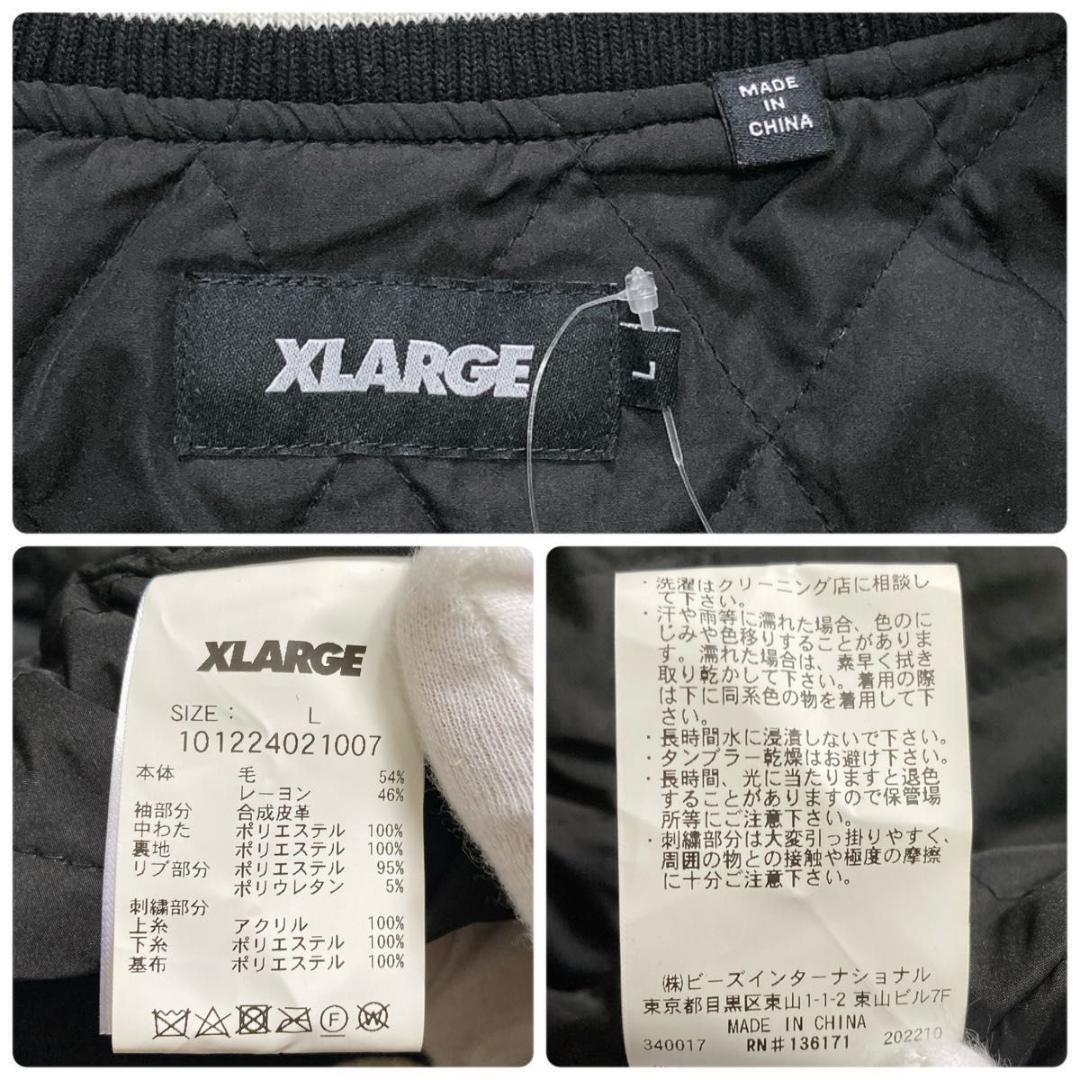 MADE
IN
CHINA
XLARGE
L
XLARGE
SIZE： L
101224021007
本体 毛 54%
レーヨン 46%
袖部分 合成皮革
中わた ポリエステル 100%
裏地 ポリエステル 100%
リブ部分 ポリエステル 95%
ポリウレタン 5%
刺繍部分
上糸 アクリル 100%
下糸 ポリエステル 100%
基布 ポリエステル 100%
F
W
・洗濯はクリーニング店に相談し
て下さい。
・汗や雨等に濡れた場合、色のに
じみや色移りすることがありま
す。濡れた場合は、素早く拭き
取り乾かして下さい。着用の際
は下に同系色の物を着用して下
さい。
・長時間水に浸漬しないで下さい。
・タンブラー乾燥はお避け下さい。
・長時間、光に当たりますと退色
することがありますので保管場
所等にご注意下さい。
・刺繍部分は大変引っ掛りやすく、
周囲の物との接触や極度の摩擦
に十分ご注意下さい。
㈱ビーズインターナショナル
東京都目黒区東山1-1-2 東山ビル7F
MADE IN CHINA
340017 RN#136171 202210